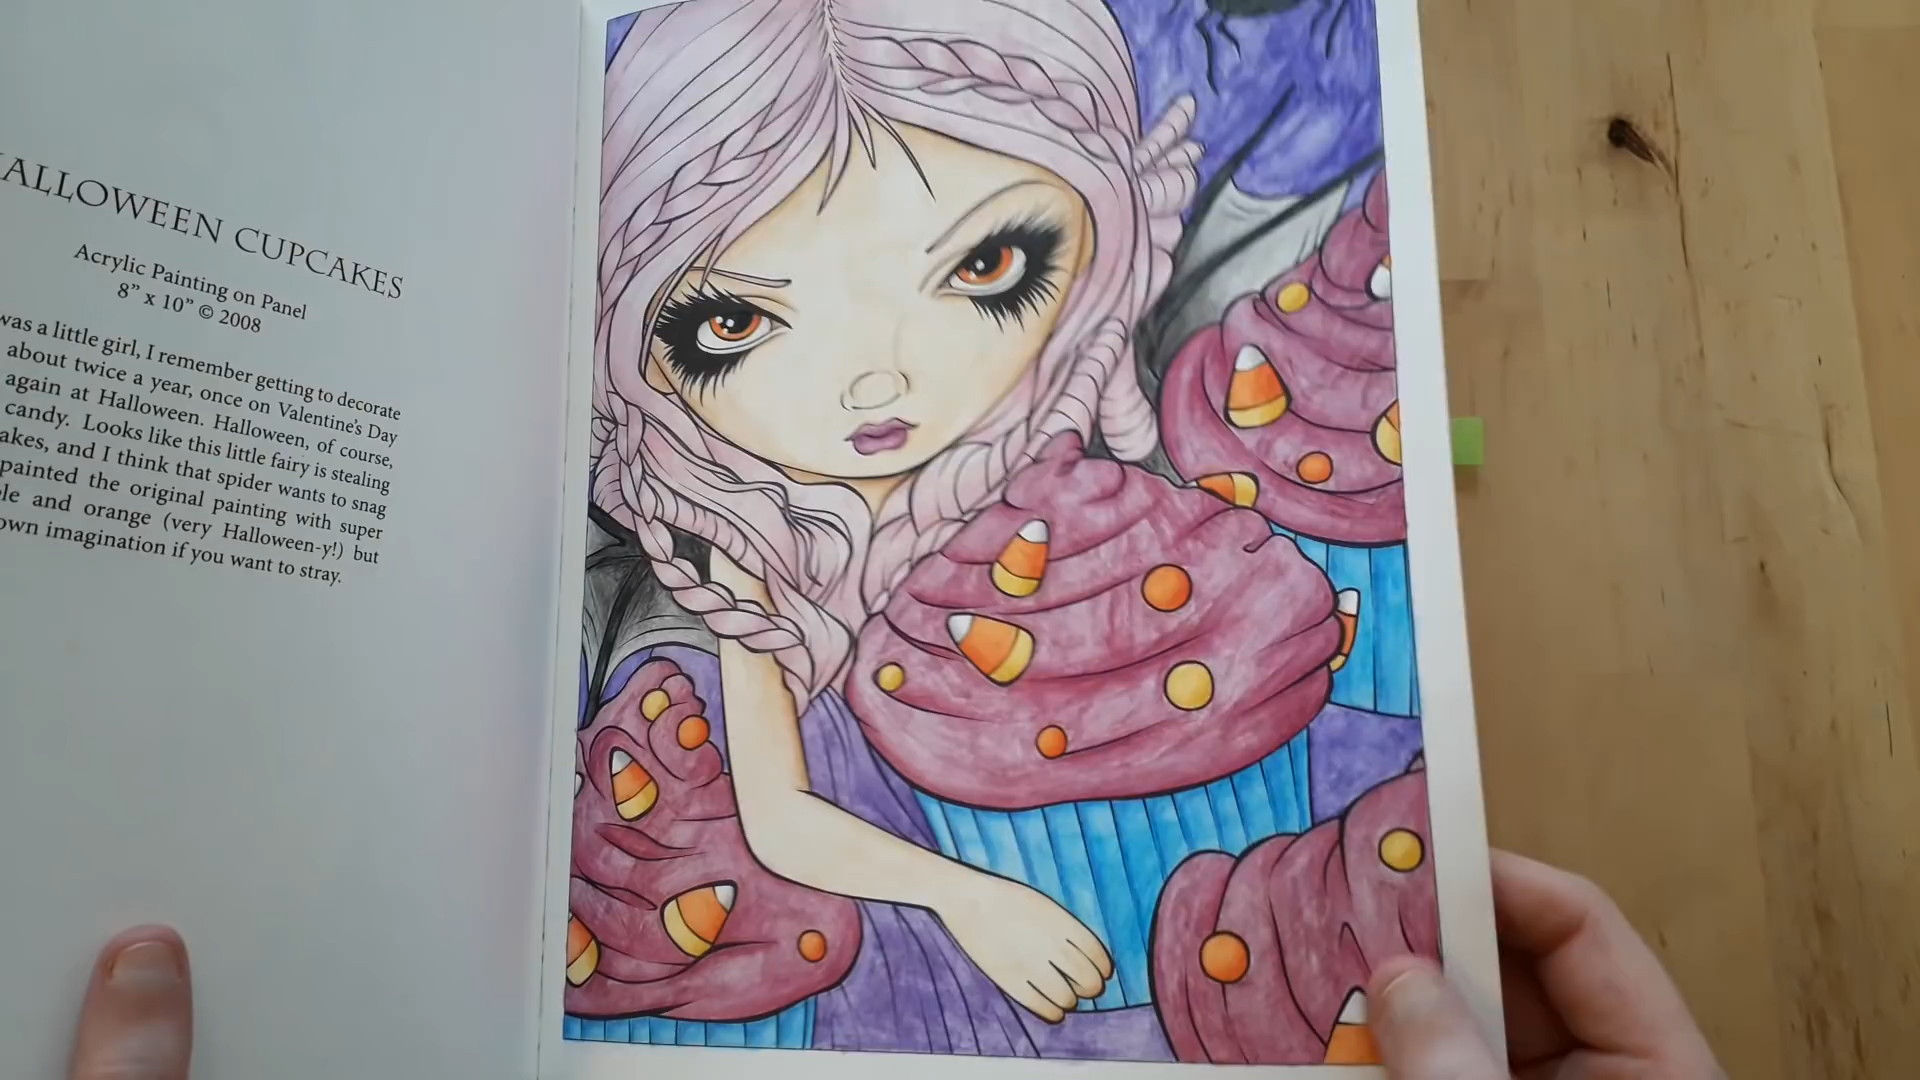 ALLOWEEN CUPCAKES
Acrylic Painting on Panel
8” x 10” © 2008
was a little girl, I remember getting to decorate
about twice a year, once on Valentine’s Day
again at Halloween. Halloween, of course,
candy. Looks like this little fairy is stealing
akes, and I think that spider wants to snag
painted the original painting with super
le and orange (very Halloween-y!) but
own imagination if you want to stray.